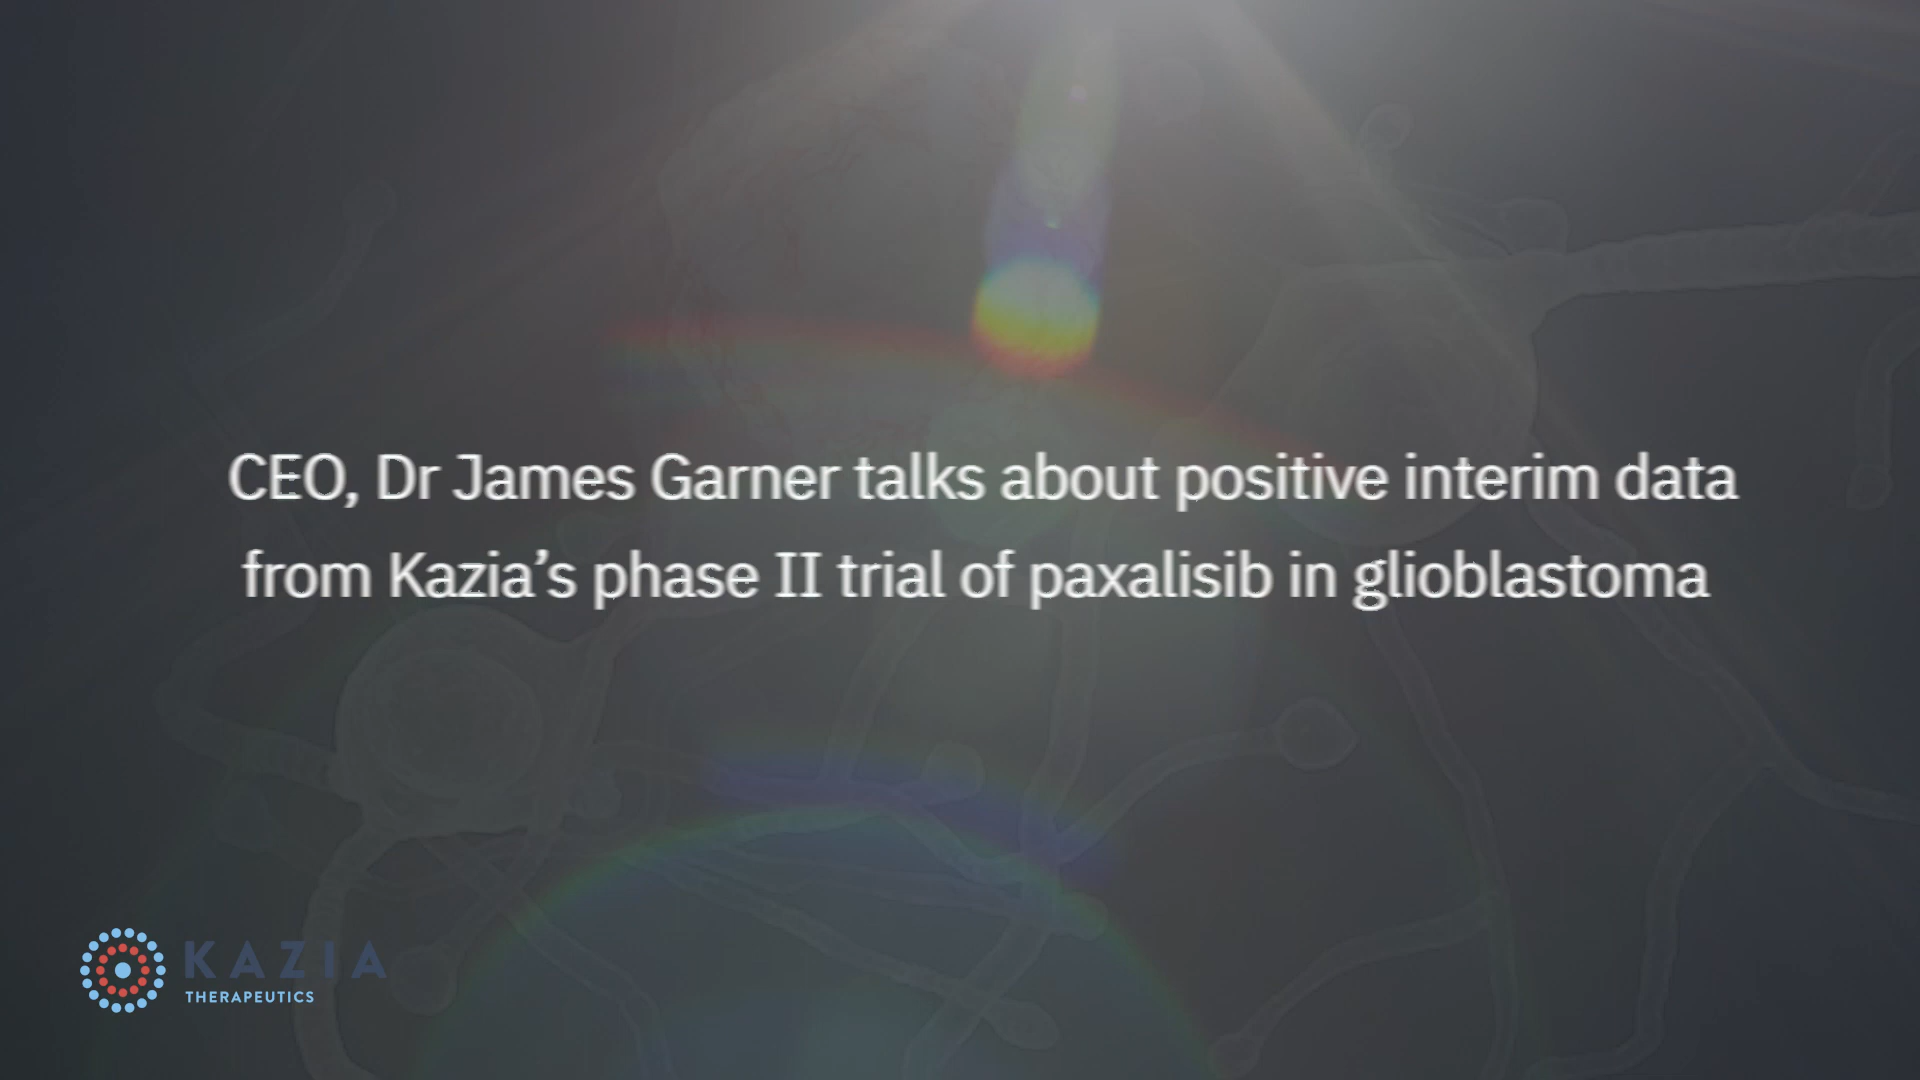 CEO, Dr James Garner talks about positive interim data
from Kazia’s phase II trial of paxalisib in glioblastoma
KAZIA
THERAPEUTICS